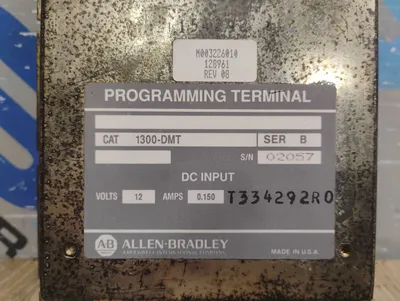 M003226010
128961
REV 08
PROGRAMMING TERMINAL
CAT 1300-DMT SER B
S/N 02057
DC INPUT
VOLTS 12 AMPS 0.150 T334292R0
AB ALLEN-BRADLEY
MADE IN U.S.A.